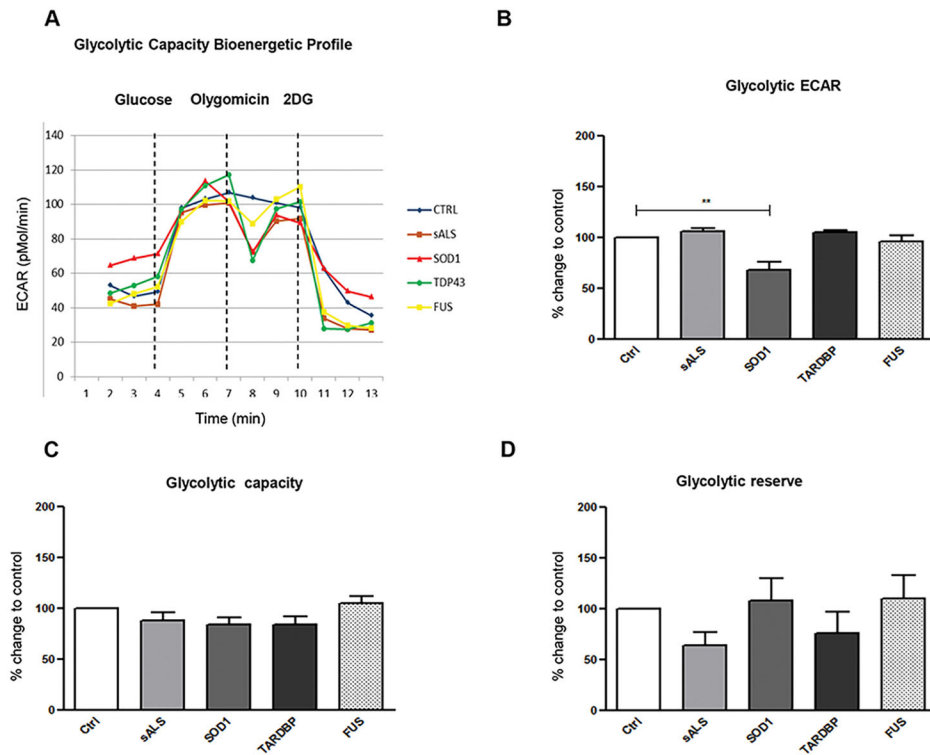 A
Glycolytic Capacity Bioenergetic Profile
Glucose Olygomicin 2DG
ECAR (pMol/min)
140
120
100
80
60
40
20
0
1 2 3 4 5 6 7 8 9 10 11 12 13
Time (min)
CTRL
sALS
SOD1
TDP43
FUS
B
Glycolytic ECAR
% change to control
200
150
100
50
0
**
Ctrl sALS SOD1 TARDBP FUS
C
Glycolytic capacity
% change to control
200
150
100
50
0
Ctrl sALS SOD1 TARDBP FUS
D
Glycolytic reserve
% change to control
200
150
100
50
0
Ctrl sALS SOD1 TARDBP FUS